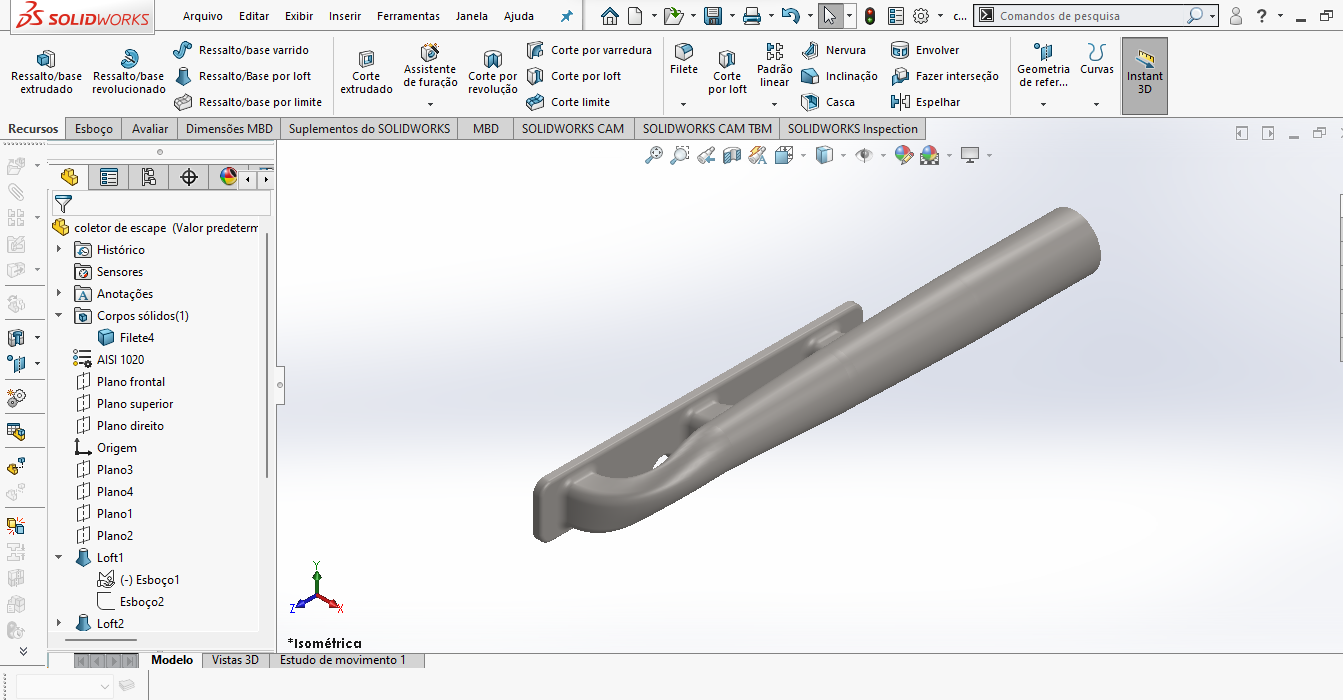 SOLIDWORKS
Arquivo Editar Exibir Inserir Ferramentas Janela Ajuda
c...
Comandos de pesquisa
?
Ressalto/base extrudado
Ressalto/base revolucionado
Ressalto/base varrido
Ressalto/Base por loft
Ressalto/base por limite
Corte extrudado
Assistente de furação
Corte por revolução
Corte por varredura
Corte por loft
Corte limite
Filete
Corte por loft
Padrão linear
Nervura
Inclinação
Casca
Envolver
Fazer interseção
Espelhar
Geometria de refer...
Curvas
Instant 3D
Recursos Esboço Avaliar Dimensões MBD Suplementos do SOLIDWORKS MBD SOLIDWORKS CAM SOLIDWORKS CAM TBM SOLIDWORKS Inspection
coletor de escape (Valor predeterm
Histórico
Sensores
A Anotações
Corpos sólidos(1)
Filete4
AISI 1020
Plano frontal
Plano superior
Plano direito
Origem
Plano3
Plano4
Plano1
Plano2
Loft1
(-) Esboço1
Esboço2
Loft2
Y
Z
X
*Isométrica
Modelo Vistas 3D Estudo de movimento 1